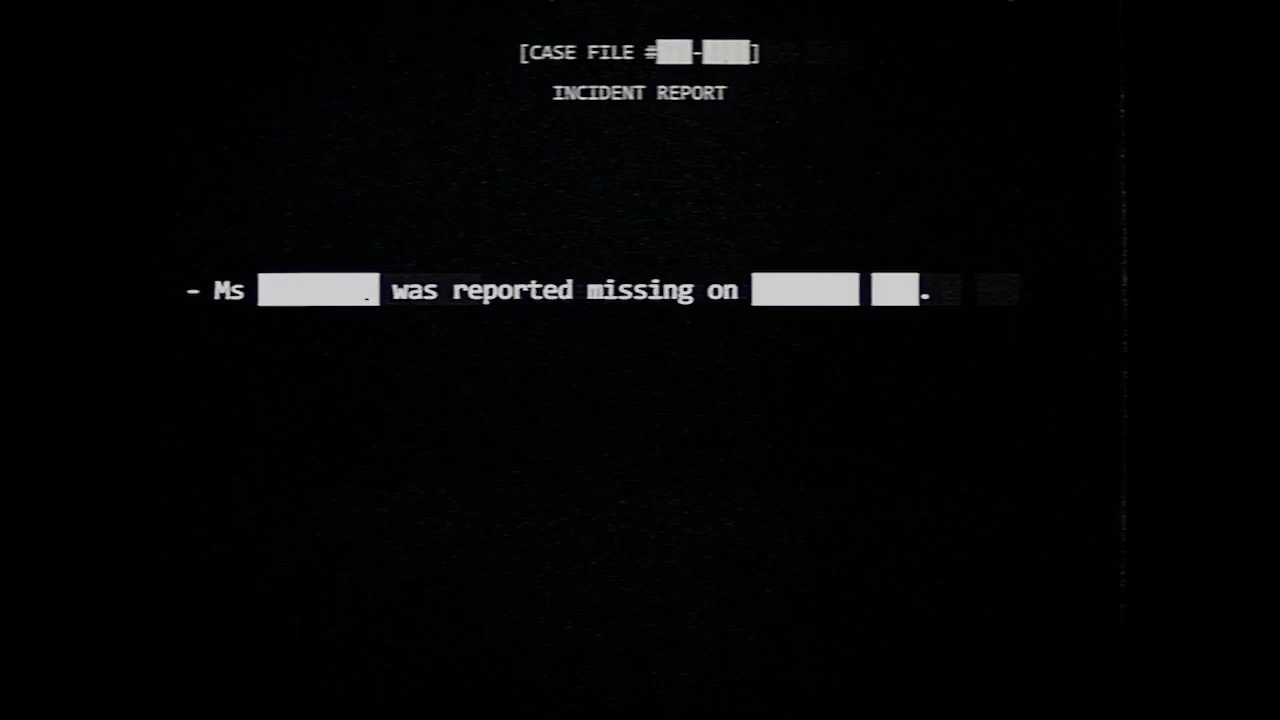 [CASE FILE #██-███]
INCIDENT REPORT
- Ms ████████ was reported missing on ███████ ███.